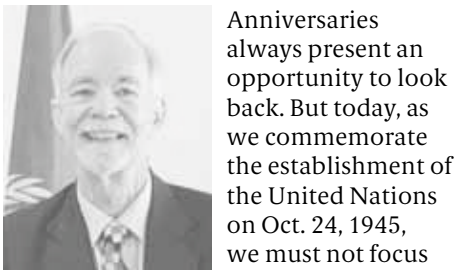 Anniversaries
always present an
opportunity to look
back. But today, as
we commemorate
the establishment of
the United Nations
on Oct. 24, 1945,
we must not focus